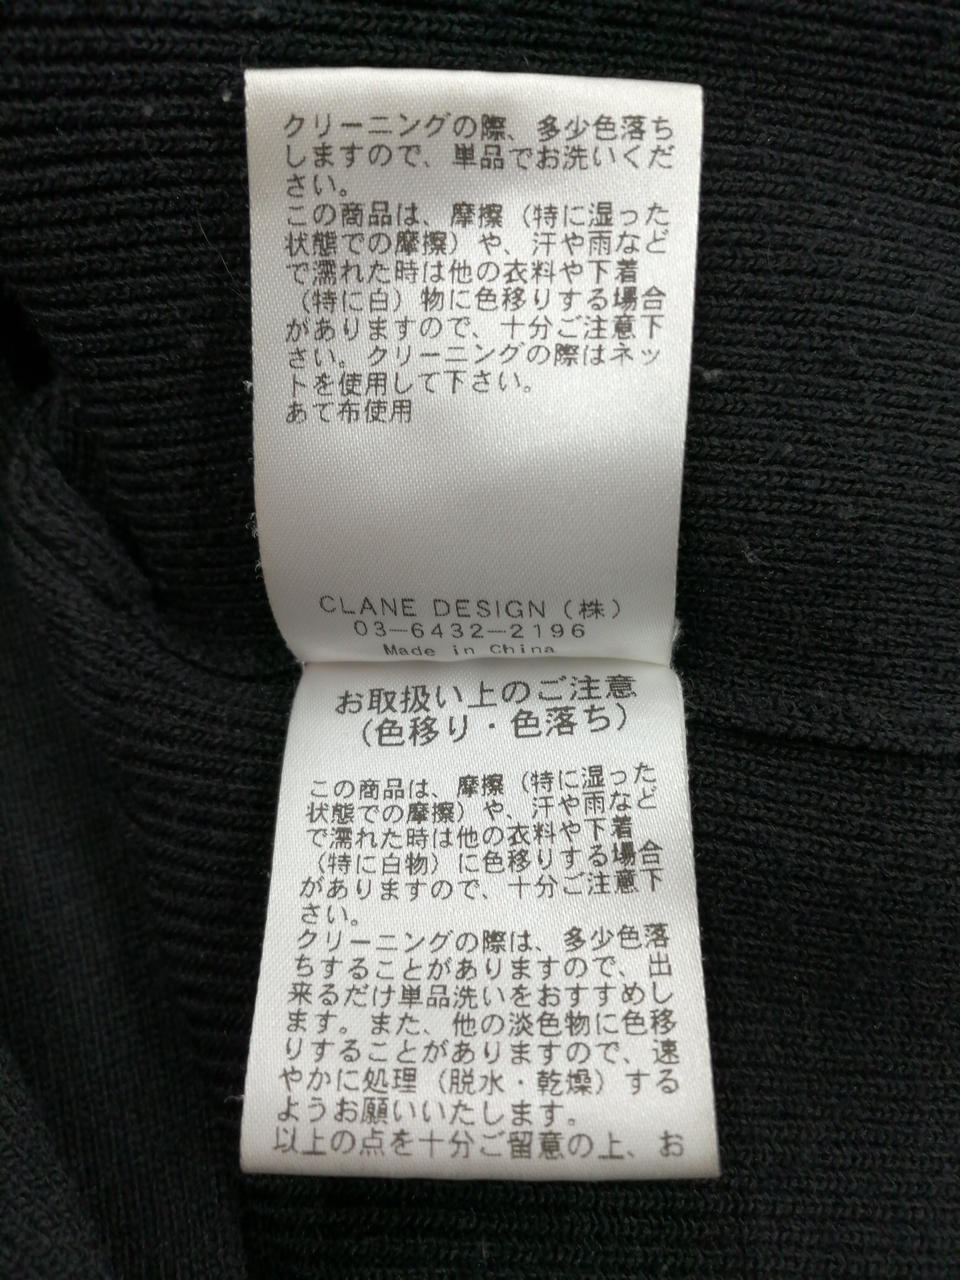 クリーニングの際、多少色落ち
しますので、単品でお洗いくだ
さい。
この商品は、摩擦（特に湿った
状態での摩擦）や、汗や雨など
で濡れた時は他の衣料や下着
（特に白）物に色移りする場合
がありますので、十分ご注意下
さい。クリーニングの際はネッ
トを使用して下さい。
あて布使用
CLANE DESIGN（株）
03-6432-2196
Made in China
お取扱い上のご注意
（色移り・色落ち）
この商品は、摩擦（特に湿った
状態での摩擦）や、汗や雨など
で濡れた時は他の衣料や下着
（特に白物）に色移りする場合
がありますので、十分ご注意下
さい。
クリーニングの際は、多少色落
ちすることがありますので、出
来るだけ単品洗いをおすすめし
ます。また、他の淡色物に色移
りすることがありますので、速
やかに処理（脱水・乾燥）する
ようお願いいたします。
以上の点を十分ご留意の上、お